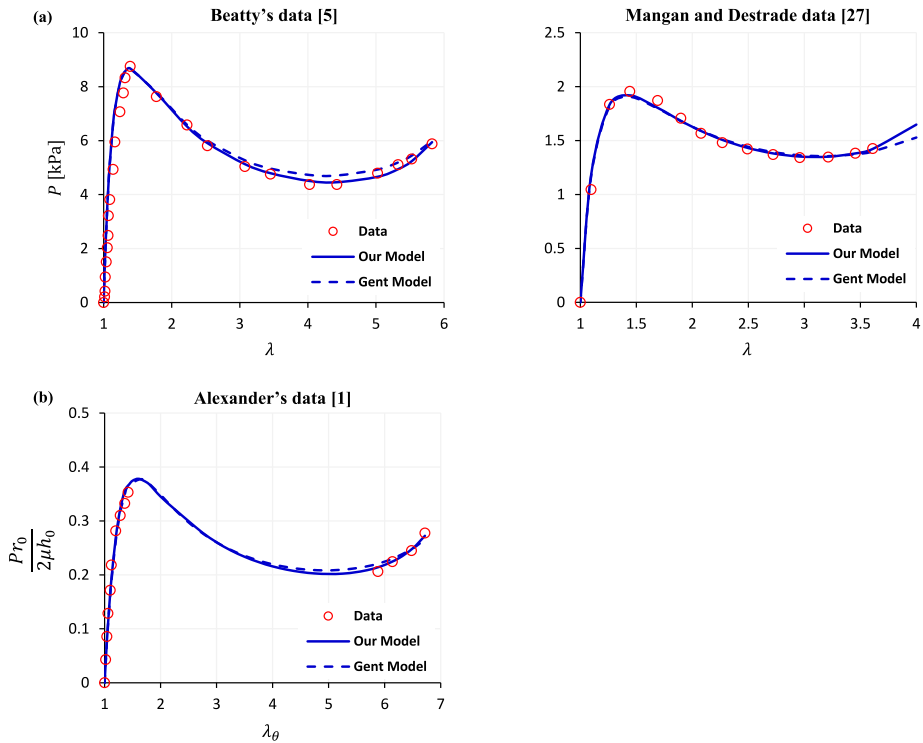 (a)
Beatty’s data [5]
P [kPa]
10
8
6
4
2
0
1 2 3 4 5 6
λ
Data
Our Model
Gent Model
Mangan and Destrade data [27]
2.5
2
1.5
1
0.5
0
1 1.5 2 2.5 3 3.5 4
λ
Data
Our Model
Gent Model
(b)
Alexander’s data [1]
Pr₀
2μh₀
0.5
0.4
0.3
0.2
0.1
0
1 2 3 4 5 6 7
λ_θ
Data
Our Model
Gent Model